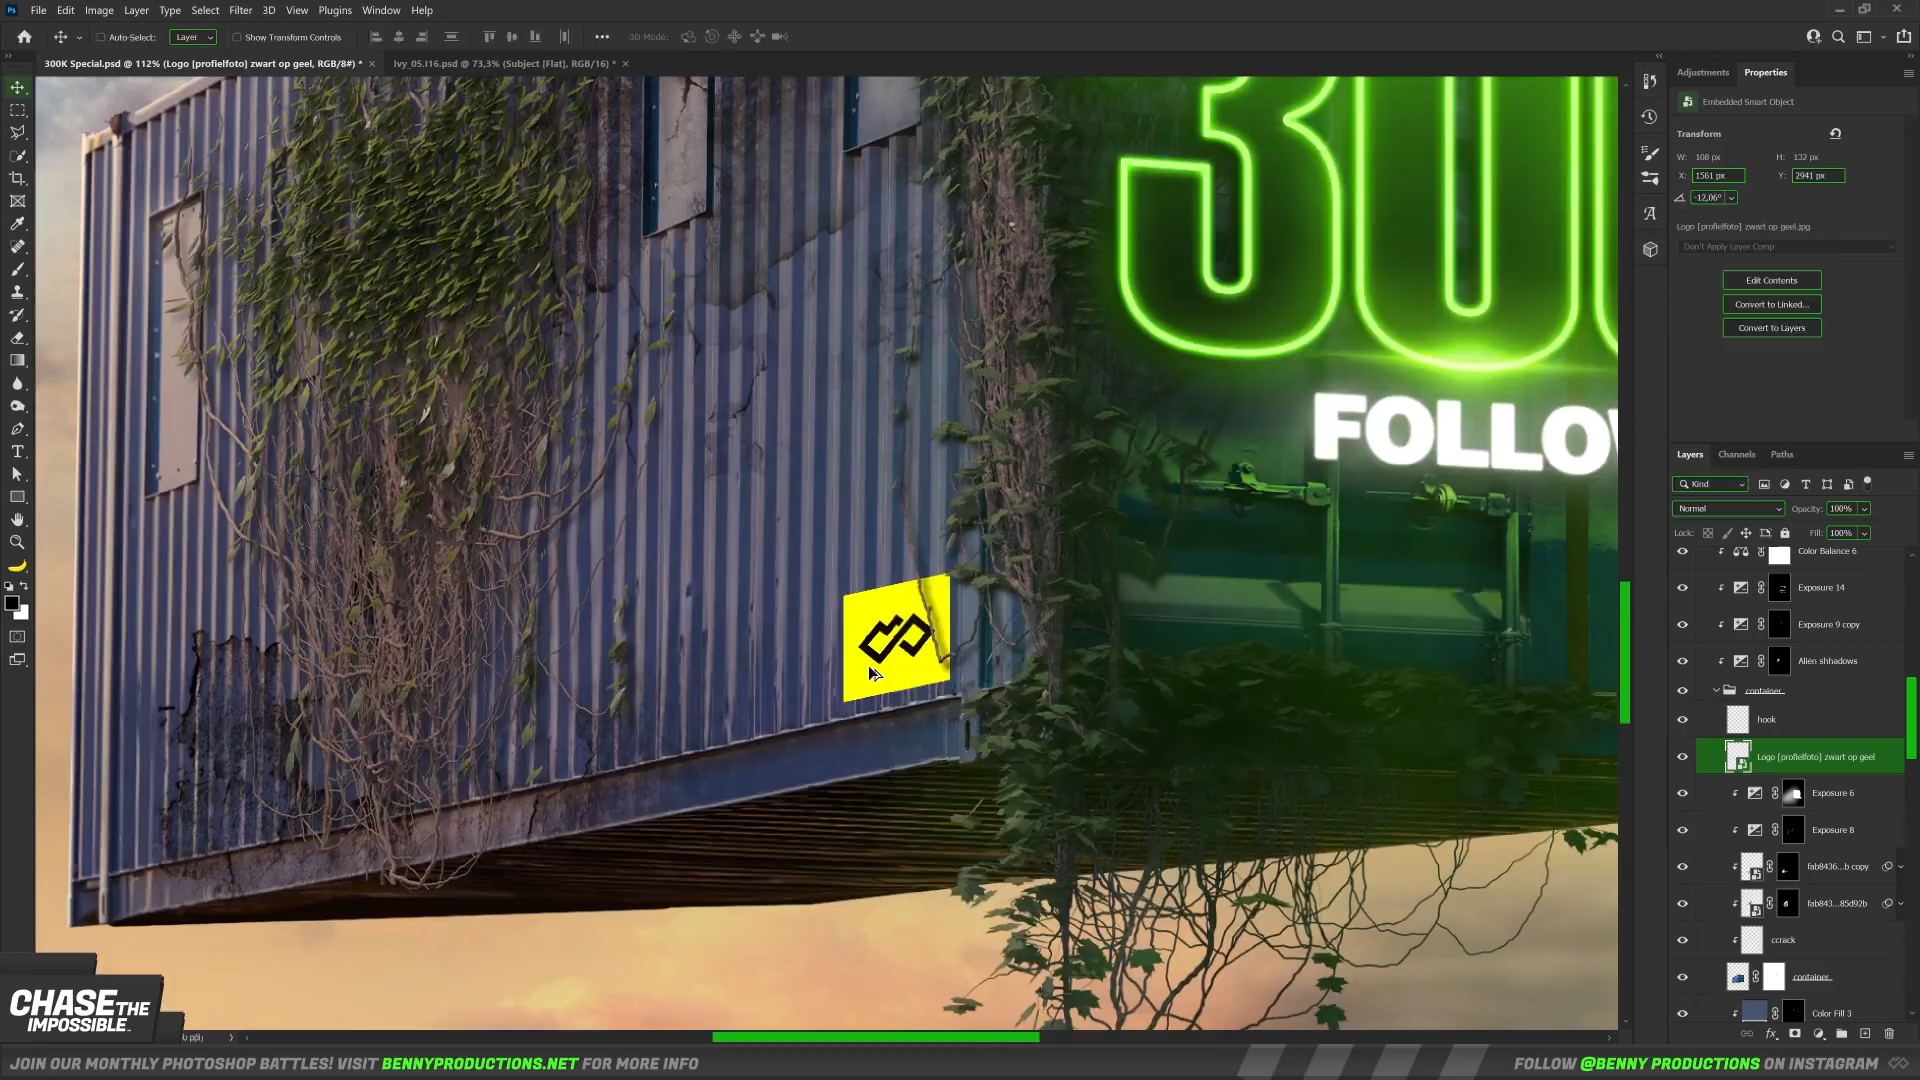 Ps File Edit Image Layer Type Select Filter 3D View Plugins Window Help
Auto-Select: Layer Show Transform Controls 3D Mode:
300K Special.psd @ 112% (Logo [profielfoto] zwart op geel, RGB/8#) * Ivy_05.I16.psd @ 73,3% (Subject [Flat], RGB/16) *
Adjustments Properties
Embedded Smart Object
Transform
W: 108 px H: 132 px
X: 1561 px Y: 2941 px
-12,06°
Logo [profielfoto] zwart op geel.jpg
Don't Apply Layer Comp
Edit Contents
Convert to Linked...
Convert to Layers
Layers Channels Paths
Kind
Normal Opacity: 100%
Lock: Fill: 100%
Color Balance 6
Exposure 14
Exposure 9 copy
Alien shhadows
container
hook
Logo [profielfoto] zwart op geel
Exposure 6
Exposure 8
fab8436...b copy
fab843...85d92b
ccrack
container
Color Fill 3
30
FOLLOW
CHASE THE
IMPOSSIBLE.
JOIN OUR MONTHLY PHOTOSHOP BATTLES! VISIT BENNYPRODUCTIONS.NET FOR MORE INFO
FOLLOW @BENNY PRODUCTIONS ON INSTAGRAM